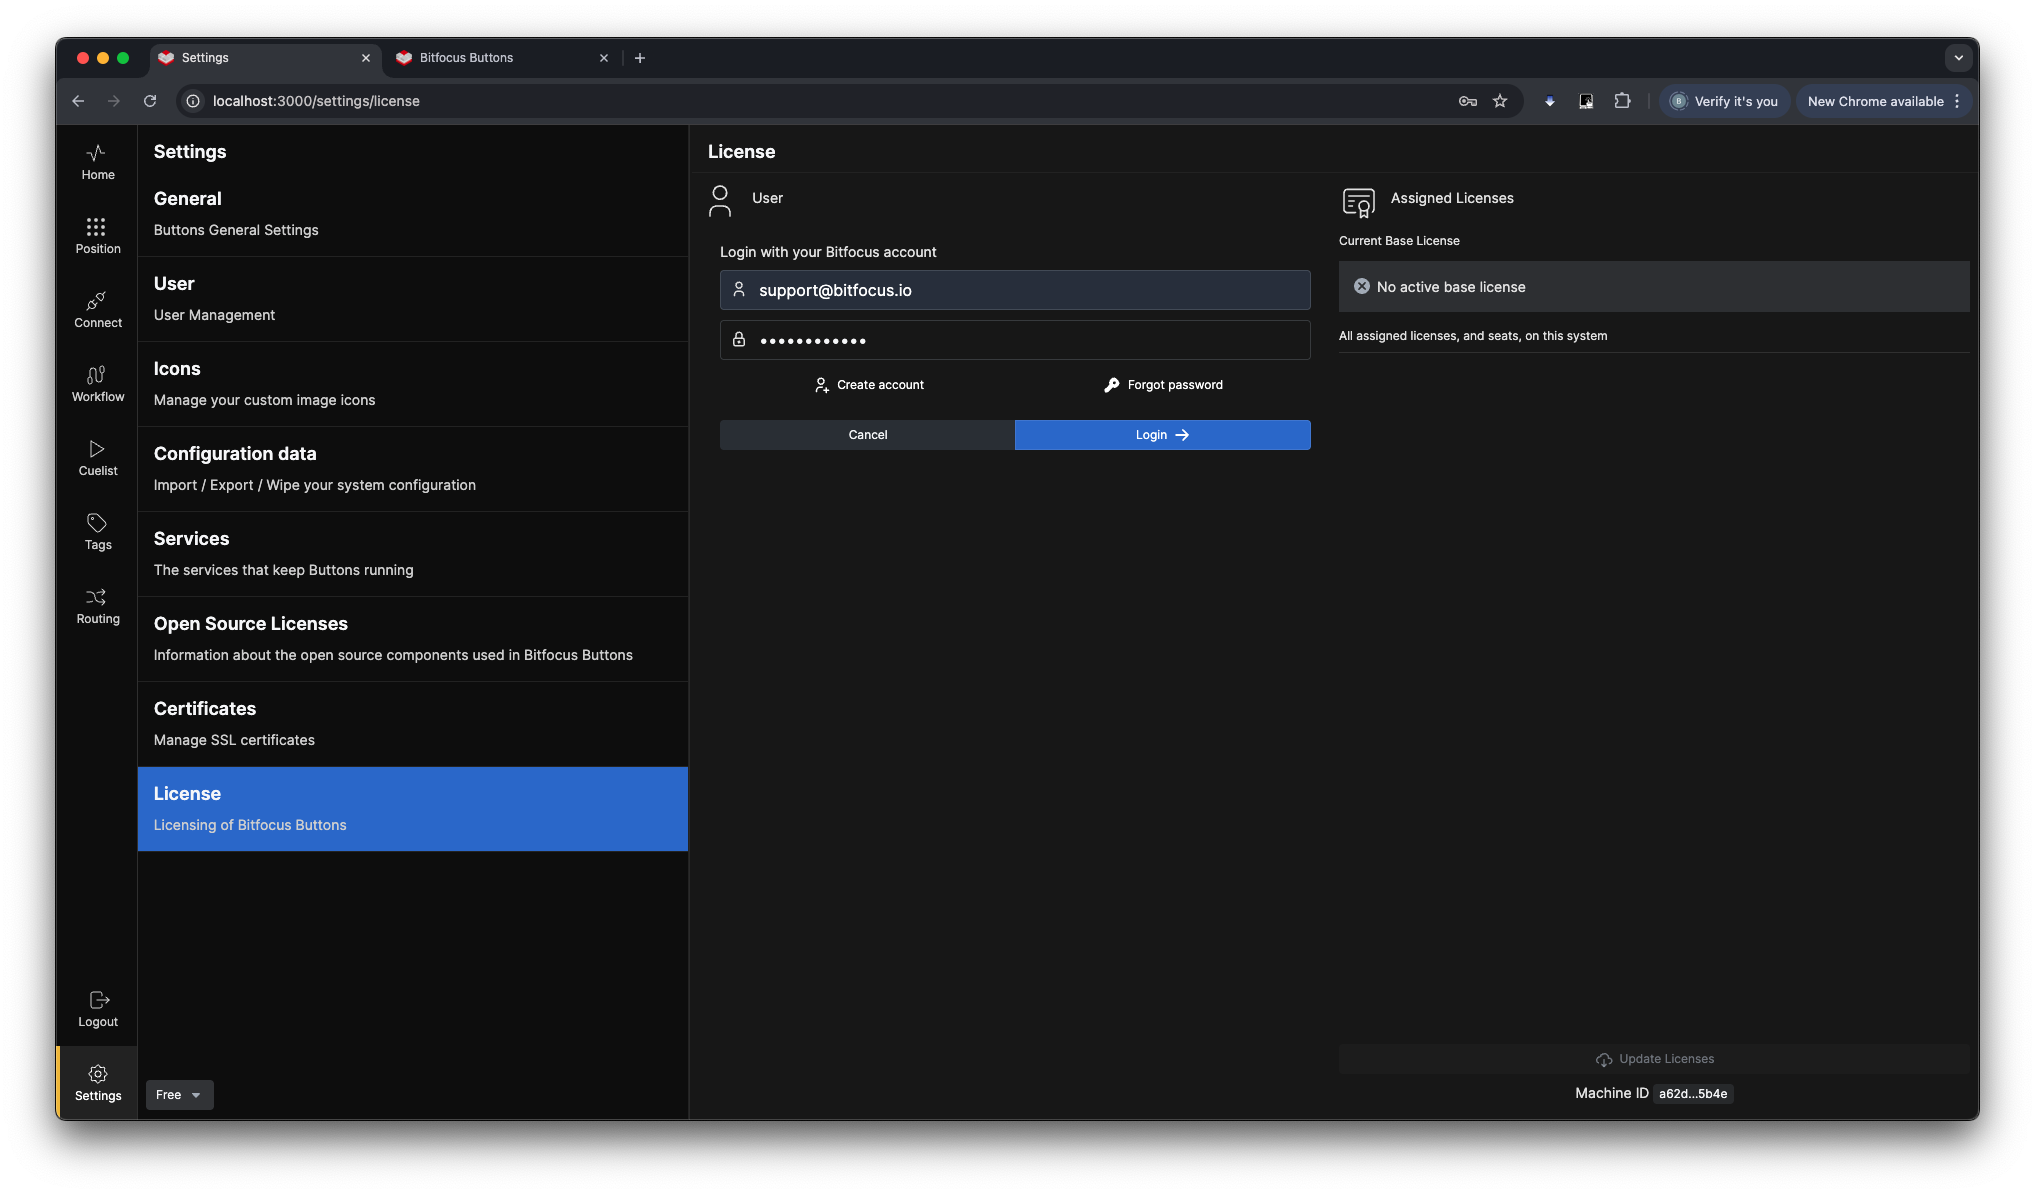 Settings
Bitfocus Buttons
localhost:3000/settings/license
Verify it's you
New Chrome available
Home
Position
Connect
Workflow
Cuelist
Tags
Routing
Logout
Settings
Settings
General
Buttons General Settings
User
User Management
Icons
Manage your custom image icons
Configuration data
Import / Export / Wipe your system configuration
Services
The services that keep Buttons running
Open Source Licenses
Information about the open source components used in Bitfocus Buttons
Certificates
Manage SSL certificates
License
Licensing of Bitfocus Buttons
Free
License
User
Login with your Bitfocus account
support@bitfocus.io
••••••••••••
Create account
Forgot password
Cancel
Login
Assigned Licenses
Current Base License
No active base license
All assigned licenses, and seats, on this system
Update Licenses
Machine ID a62d...5b4e